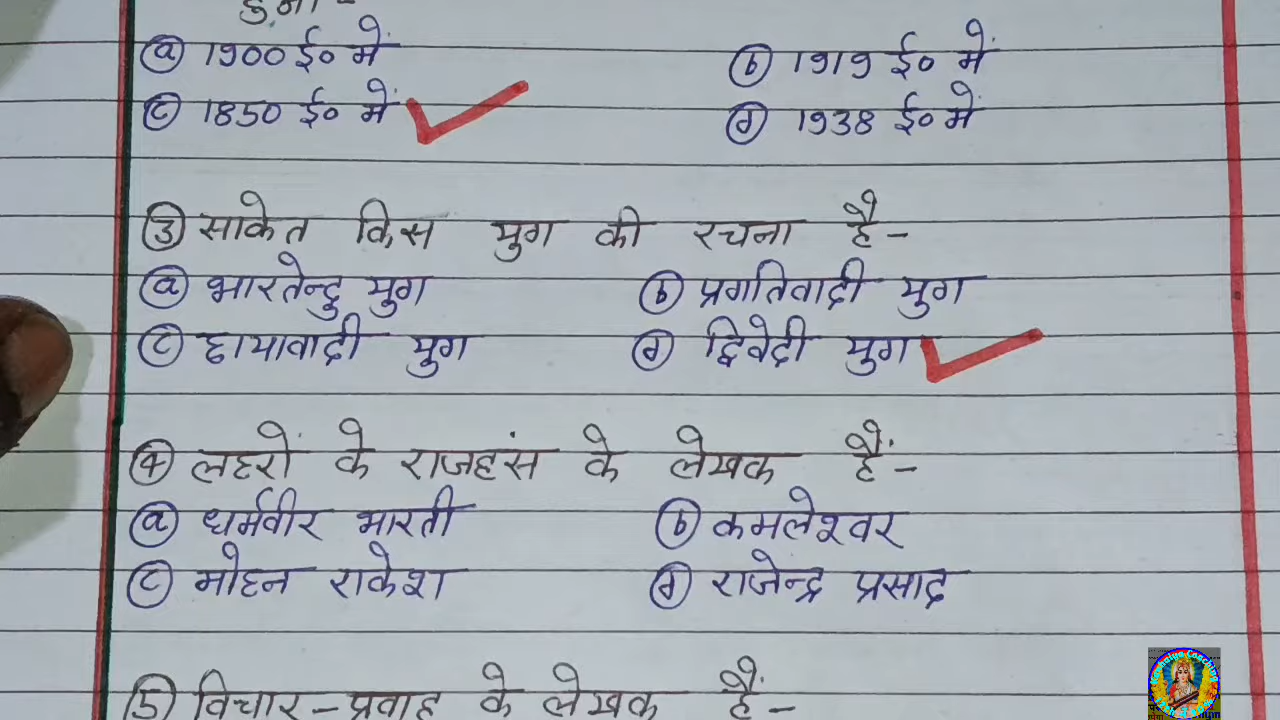 ⓐ 1900 ई० में ⓑ 1919 ई० में
ⓒ 1850 ई० में ⓓ 1938 ई० में
③ साकेत किस युग की रचना है-
ⓐ भारतेन्दु युग ⓑ प्रगतिवादी युग
ⓒ छायावादी युग ⓓ द्विवेदी युग
④ लहरों के राजहंस के लेखक हैं-
ⓐ धर्मवीर भारती ⓑ कमलेश्वर
ⓒ मोहन राकेश ⓓ राजेन्द्र प्रसाद
⑤ विचार-प्रवाह के लेखक हैं-